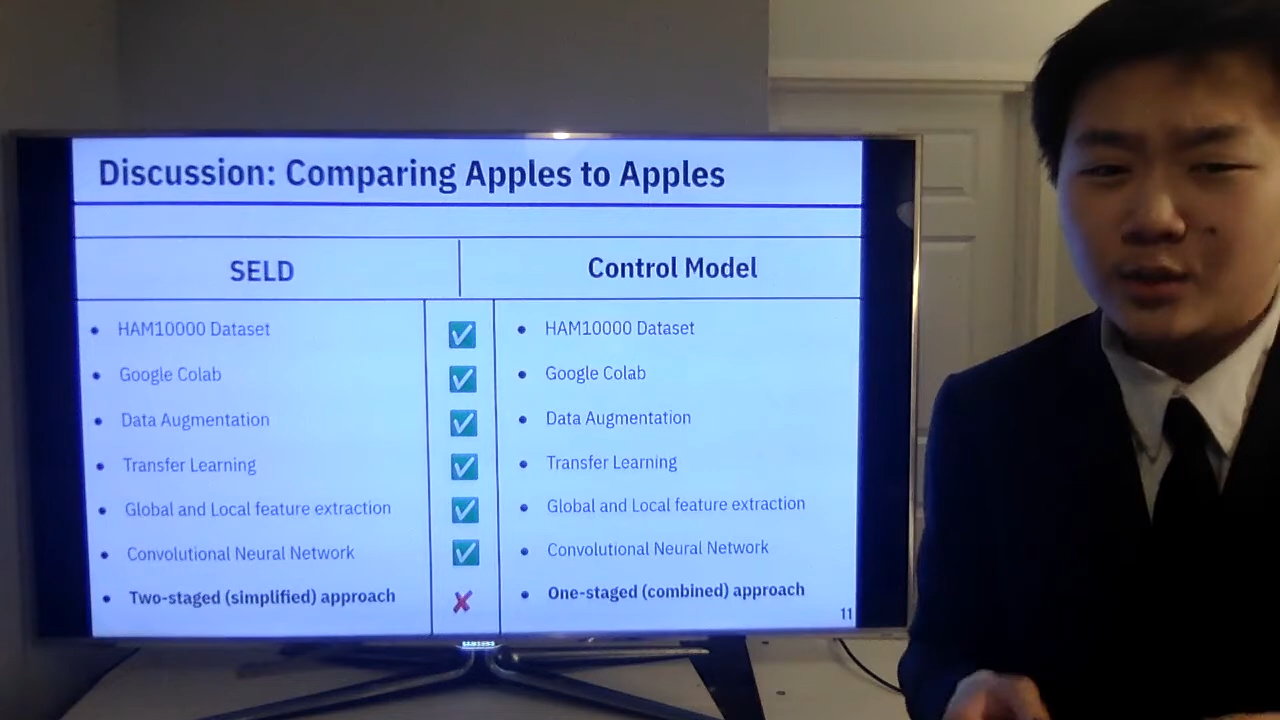 Discussion: Comparing Apples to Apples
SELD
Control Model
HAM10000 Dataset
✅
HAM10000 Dataset
Google Colab
✅
Google Colab
Data Augmentation
✅
Data Augmentation
Transfer Learning
✅
Transfer Learning
Global and Local feature extraction
✅
Global and Local feature extraction
Convolutional Neural Network
✅
Convolutional Neural Network
Two-staged (simplified) approach
✗
One-staged (combined) approach
11